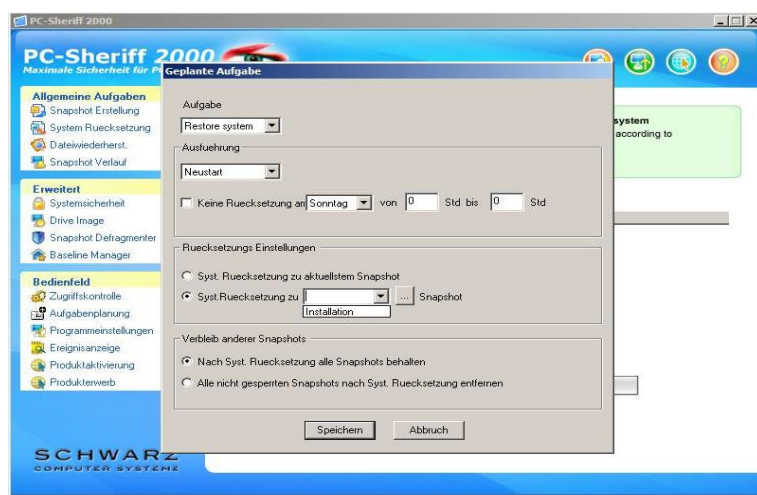 PC-Sheriff 2000
PC-Sheriff 2000
Maximale Sicherheit für
Geplante Aufgabe
Allgemeine Aufgaben
Snapshot Erstellung
System Ruecksetzung
Dateiwiederherst.
Snapshot Verlauf
Erweitert
Systemsicherheit
Drive Image
Snapshot Defragmenter
Baseline Manager
Bedienfeld
Zugriffskontrolle
Aufgabenplanung
Programmeinstellungen
Ereignisanzeige
Produktaktivierung
Produkterwerb
SCHWARZ
COMPUTER SYSTEME
Aufgabe
Restore system
Ausfuehrung
Neustart
Keine Ruecksetzung an Sonntag von 0 Std bis 0 Std
Ruecksetzungs Einstellungen
Syst. Ruecksetzung zu aktuellstem Snapshot
Syst.Ruecksetzung zu ... Snapshot
Installation
Verbleib anderer Snapshots
Nach Syst. Ruecksetzung alle Snapshots behalten
Alle nicht gesperrten Snapshots nach Syst. Ruecksetzung entfernen
Speichern Abbruch
system
according to